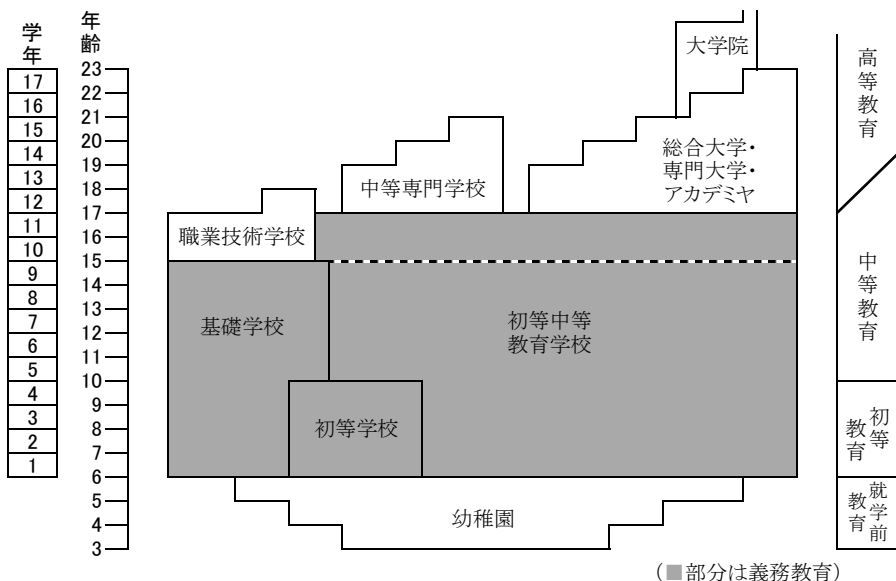 学年
17
16
15
14
13
12
11
10
9
8
7
6
5
4
3
2
1
年齢
23
22
21
20
19
18
17
16
15
14
13
12
11
10
9
8
7
6
5
4
3
大学院
総合大学・
専門大学・
アカデミヤ
中等専門学校
職業技術学校
基礎学校
初等中等
教育学校
初等学校
幼稚園
高等教育
中等教育
初等
教育
就学前
教育
(■部分は義務教育)